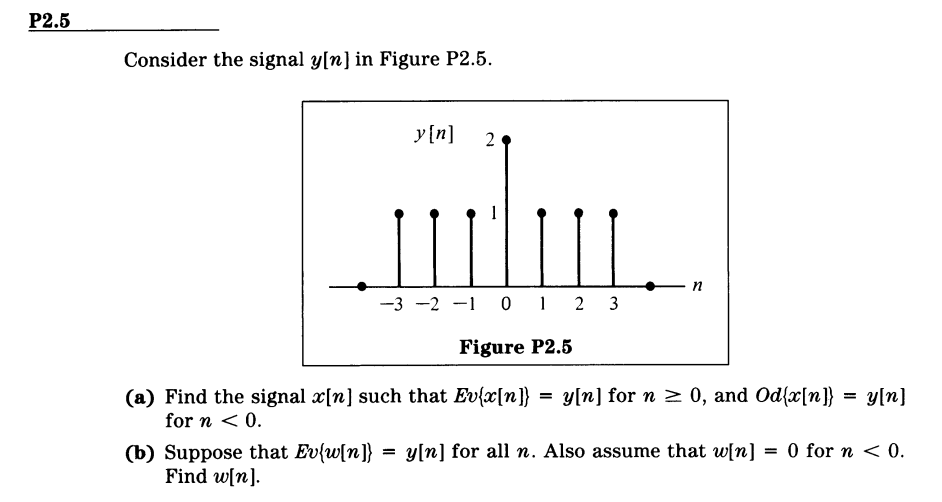 P2.5
Consider the signal y[n] in Figure P2.5.
y[n]
2
1
n
−3 −2 −1 0 1 2 3
Figure P2.5
(a) Find the signal x[n] such that Ev{x[n]} = y[n] for n ≥ 0, and Od{x[n]} = y[n]
for n < 0.
(b) Suppose that Ev{w[n]} = y[n] for all n. Also assume that w[n] = 0 for n < 0.
Find w[n].